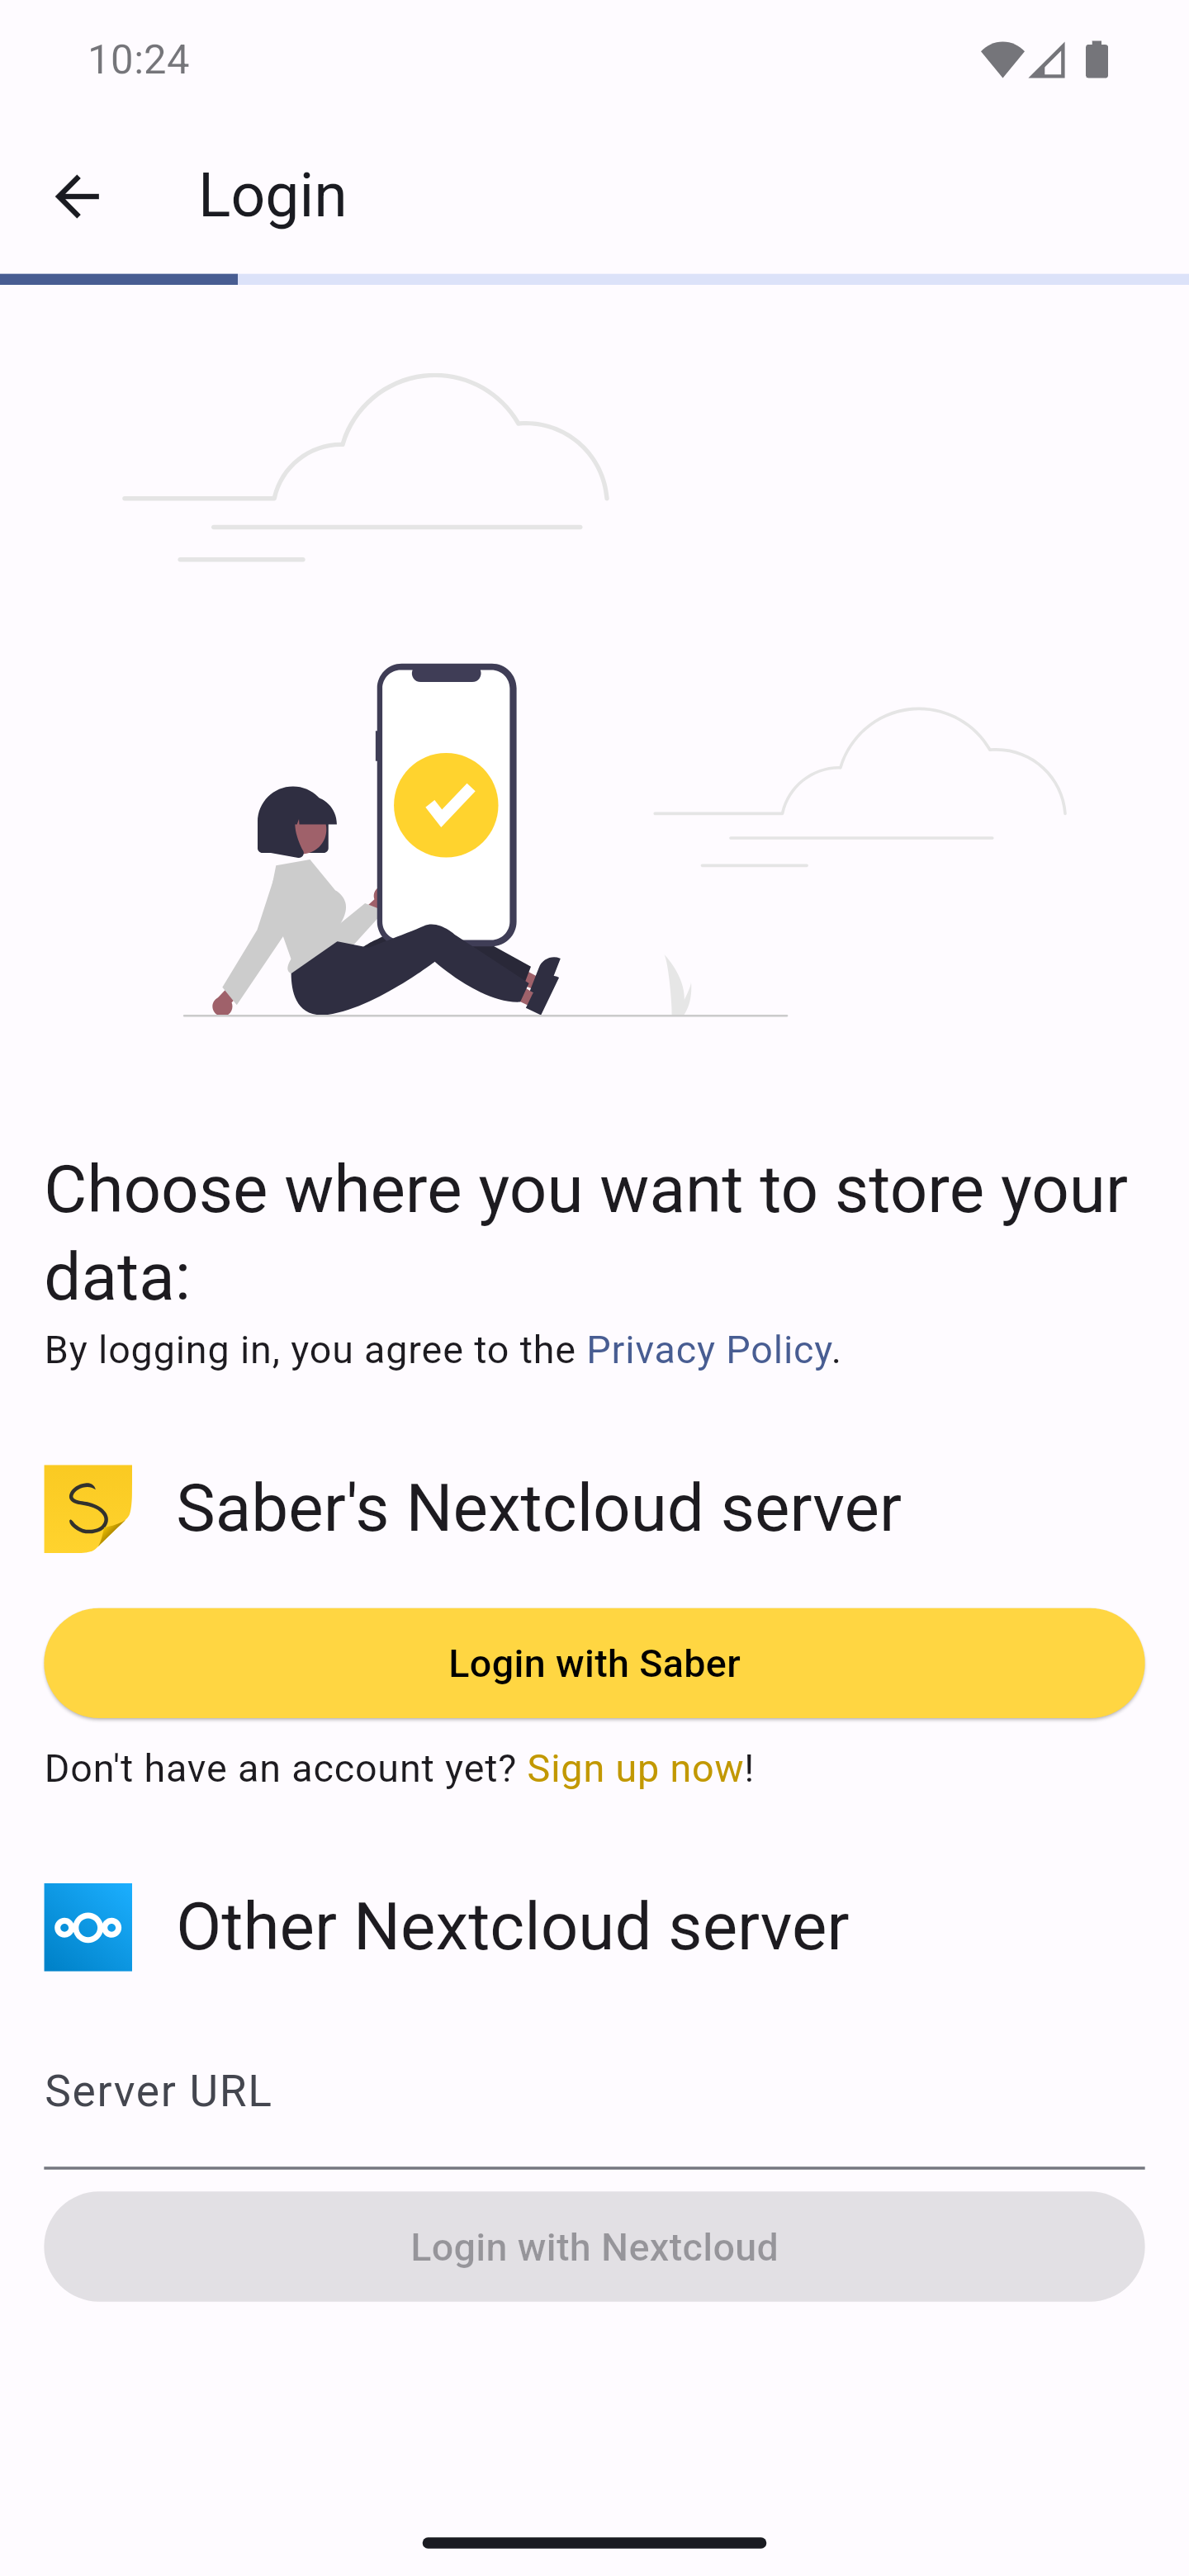 10:24
Login
Choose where you want to store your
data:
By logging in, you agree to the Privacy Policy.
S
Saber's Nextcloud server
Login with Saber
Don't have an account yet? Sign up now!
Other Nextcloud server
Server URL
Login with Nextcloud